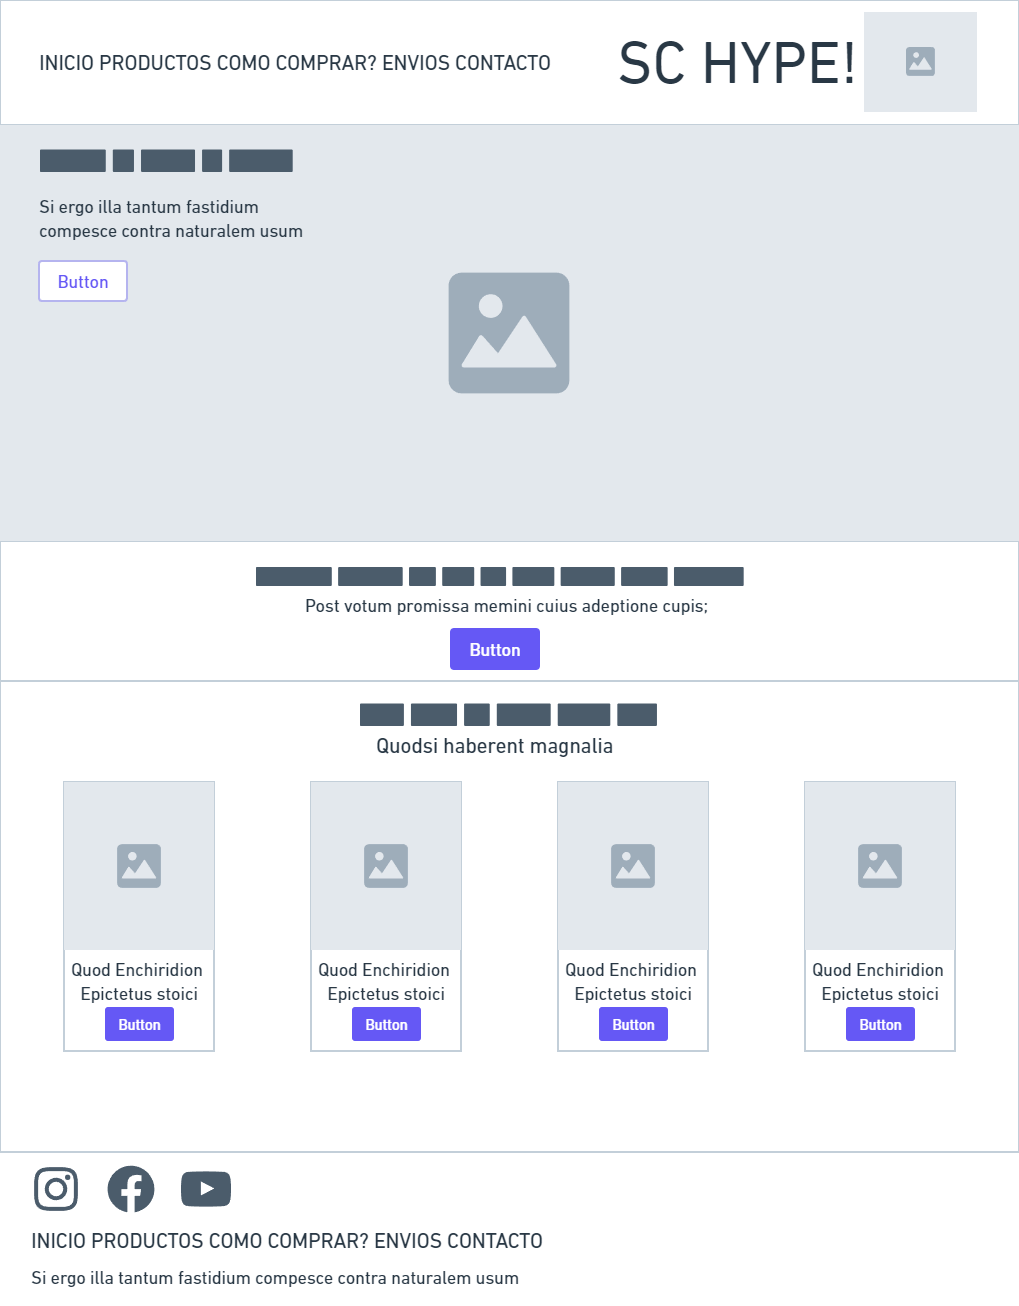 INICIO PRODUCTOS COMO COMPRAR? ENVIOS CONTACTO
SC HYPE!
Si ergo illa tantum fastidium
compesce contra naturalem usum
Button
Post votum promissa memini cuius adeptione cupis;
Button
Quodsi haberent magnalia
Quod Enchiridion
Epictetus stoici
Button
Quod Enchiridion
Epictetus stoici
Button
Quod Enchiridion
Epictetus stoici
Button
Quod Enchiridion
Epictetus stoici
Button
INICIO PRODUCTOS COMO COMPRAR? ENVIOS CONTACTO
Si ergo illa tantum fastidium compesce contra naturalem usum